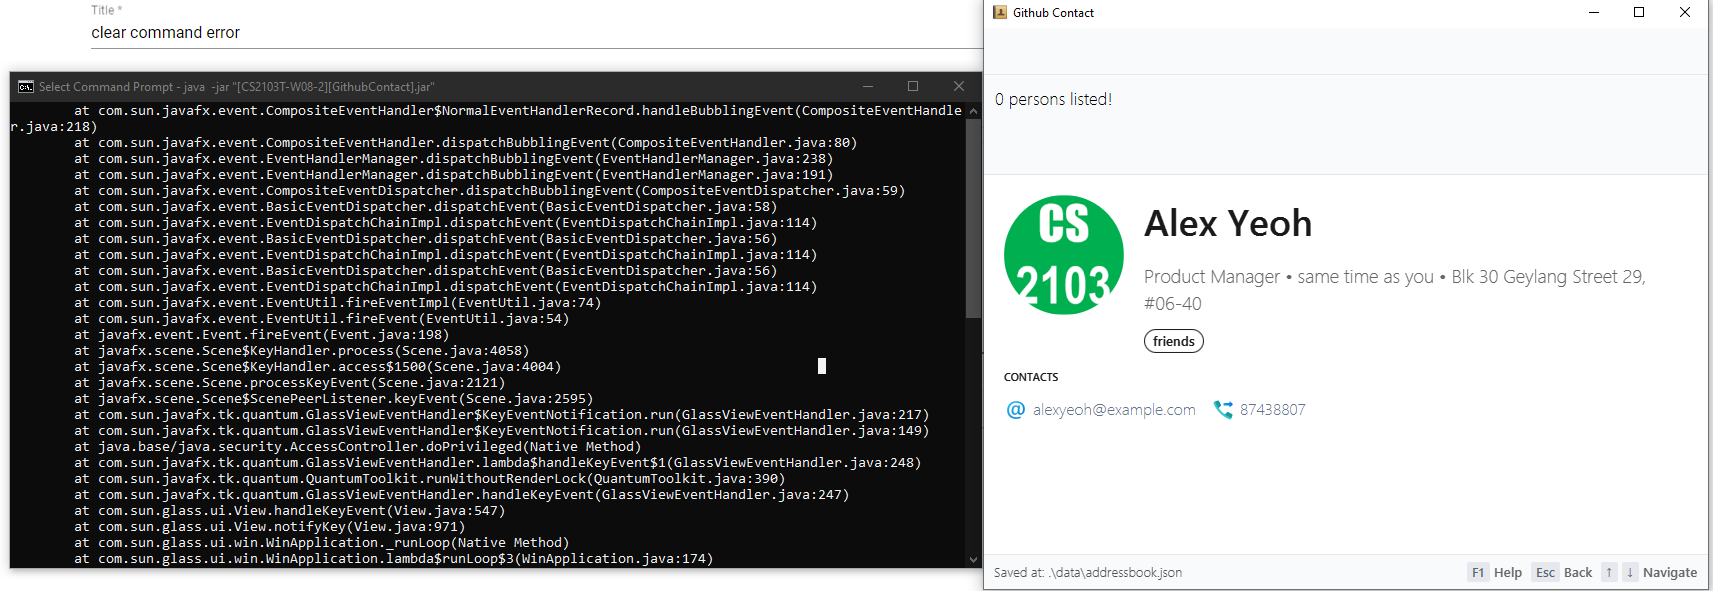 Title *
clear command error
Select Command Prompt - java -jar "[CS2103T-W08-2][GithubContact].jar"
at com.sun.javafx.event.CompositeEventHandler$NormalEventHandlerRecord.handleBubblingEvent(CompositeEventHandle
r.java:218)
at com.sun.javafx.event.CompositeEventHandler.dispatchBubblingEvent(CompositeEventHandler.java:80)
at com.sun.javafx.event.EventHandlerManager.dispatchBubblingEvent(EventHandlerManager.java:238)
at com.sun.javafx.event.EventHandlerManager.dispatchBubblingEvent(EventHandlerManager.java:191)
at com.sun.javafx.event.CompositeEventDispatcher.dispatchBubblingEvent(CompositeEventDispatcher.java:59)
at com.sun.javafx.event.BasicEventDispatcher.dispatchEvent(BasicEventDispatcher.java:58)
at com.sun.javafx.event.EventDispatchChainImpl.dispatchEvent(EventDispatchChainImpl.java:114)
at com.sun.javafx.event.BasicEventDispatcher.dispatchEvent(BasicEventDispatcher.java:56)
at com.sun.javafx.event.EventDispatchChainImpl.dispatchEvent(EventDispatchChainImpl.java:114)
at com.sun.javafx.event.BasicEventDispatcher.dispatchEvent(BasicEventDispatcher.java:56)
at com.sun.javafx.event.EventDispatchChainImpl.dispatchEvent(EventDispatchChainImpl.java:114)
at com.sun.javafx.event.EventUtil.fireEventImpl(EventUtil.java:74)
at com.sun.javafx.event.EventUtil.fireEvent(EventUtil.java:54)
at javafx.event.Event.fireEvent(Event.java:198)
at javafx.scene.Scene$KeyHandler.process(Scene.java:4058)
at javafx.scene.Scene$KeyHandler.access$1500(Scene.java:4004)
at javafx.scene.Scene.processKeyEvent(Scene.java:2121)
at javafx.scene.Scene$ScenePeerListener.keyEvent(Scene.java:2595)
at com.sun.javafx.tk.quantum.GlassViewEventHandler$KeyEventNotification.run(GlassViewEventHandler.java:217)
at com.sun.javafx.tk.quantum.GlassViewEventHandler$KeyEventNotification.run(GlassViewEventHandler.java:149)
at java.base/java.security.AccessController.doPrivileged(Native Method)
at com.sun.javafx.tk.quantum.GlassViewEventHandler.lambda$handleKeyEvent$1(GlassViewEventHandler.java:248)
at com.sun.javafx.tk.quantum.QuantumToolkit.runWithoutRenderLock(QuantumToolkit.java:390)
at com.sun.javafx.tk.quantum.GlassViewEventHandler.handleKeyEvent(GlassViewEventHandler.java:247)
at com.sun.glass.ui.View.handleKeyEvent(View.java:547)
at com.sun.glass.ui.View.notifyKey(View.java:971)
at com.sun.glass.ui.win.WinApplication._runLoop(Native Method)
at com.sun.glass.ui.win.WinApplication.lambda$runLoop$3(WinApplication.java:174)
Github Contact
0 persons listed!
CS
2103
Alex Yeoh
Product Manager • same time as you • Blk 30 Geylang Street 29,
#06-40
friends
CONTACTS
@ alexyeoh@example.com 87438807
Saved at: .\data\addressbook.json
F1 Help Esc Back ↑ ↓ Navigate